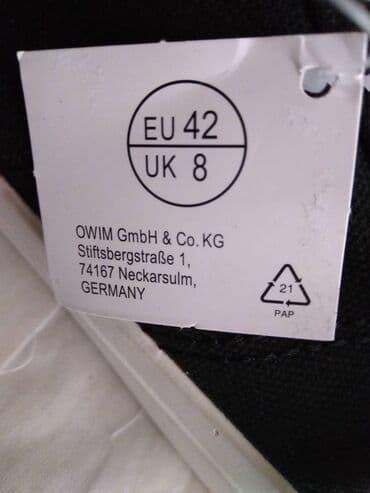 EU 42
UK 8
OWIM GmbH & Co. KG
Stiftsbergstraße 1,
74167 Neckarsulm,
GERMANY
21
PAP